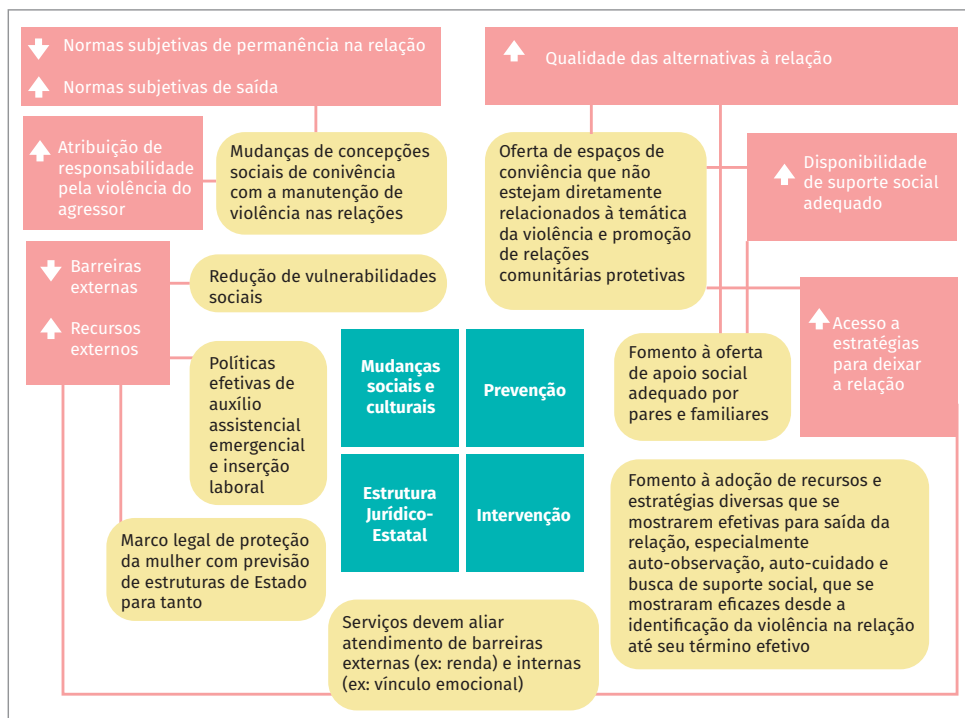 Normas subjetivas de permanência na relação
Normas subjetivas de saída
Qualidade das alternativas à relação
Atribuição de
responsabilidade
pela violência do
agressor
Mudanças de concepções
sociais de conivência
com a manutenção de
violência nas relações
Oferta de espaços de
conviência que não
estejam diretamente
relacionados à temática
da violência e promoção
de relações
comunitárias protetivas
Disponibilidade
de suporte social
adequado
Barreiras
externas
Recursos
externos
Redução de vulnerabilidades
sociais
Acesso a
estratégias
para deixar
a relação
Políticas
efetivas de
auxílio
assistencial
emergencial
e inserção
laboral
Mudanças
sociais e
culturais
Prevenção
Fomento à oferta
de apoio social
adequado por
pares e familiares
Estrutura
Jurídico-
Estatal
Intervenção
Fomento à adoção de recursos e
estratégias diversas que se
mostrarem efetivas para saída da
relação, especialmente
auto-observação, auto-cuidado e
busca de suporte social, que se
mostraram eficazes desde a
identificação da violência na relação
até seu término efetivo
Marco legal de proteção
da mulher com previsão
de estruturas de Estado
para tanto
Serviços devem aliar
atendimento de barreiras
externas (ex: renda) e internas
(ex: vínculo emocional)